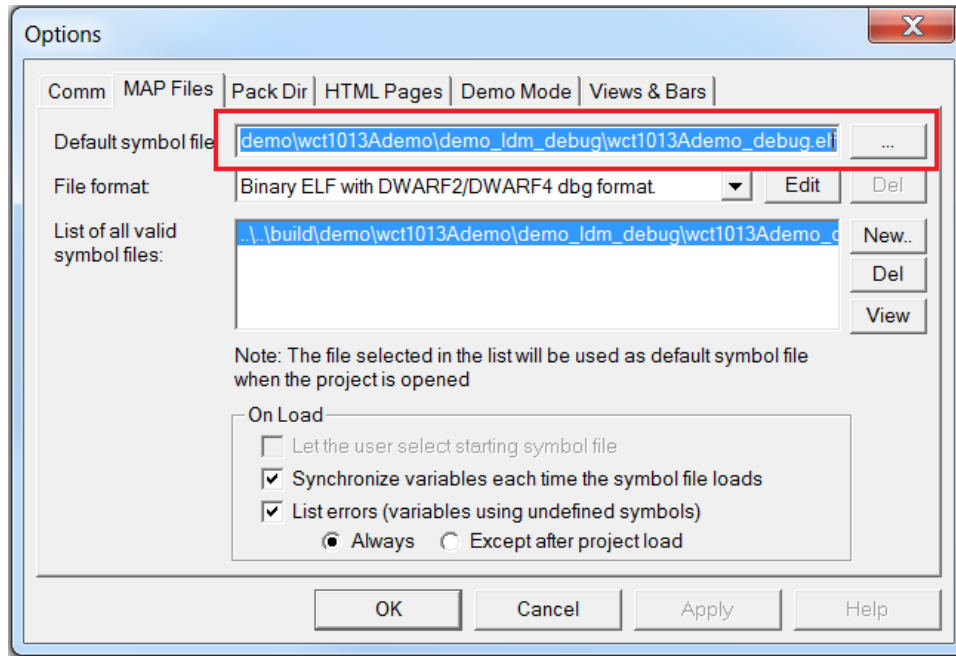 Options
Comm MAP Files Pack Dir HTML Pages Demo Mode Views & Bars
Default symbol file demo\wct1013Ademo\demo_ldm_debug\wct1013Ademo_debug.elf ...
File format: Binary ELF with DWARF2/DWARF4 dbg format. Edit Del
List of all valid
symbol files:
..\..\build\demo\wct1013Ademo\demo_ldm_debug\wct1013Ademo_d
New..
Del
View
Note: The file selected in the list will be used as default symbol file
when the project is opened
On Load
Let the user select starting symbol file
Synchronize variables each time the symbol file loads
List errors (variables using undefined symbols)
Always Except after project load
OK Cancel Apply Help